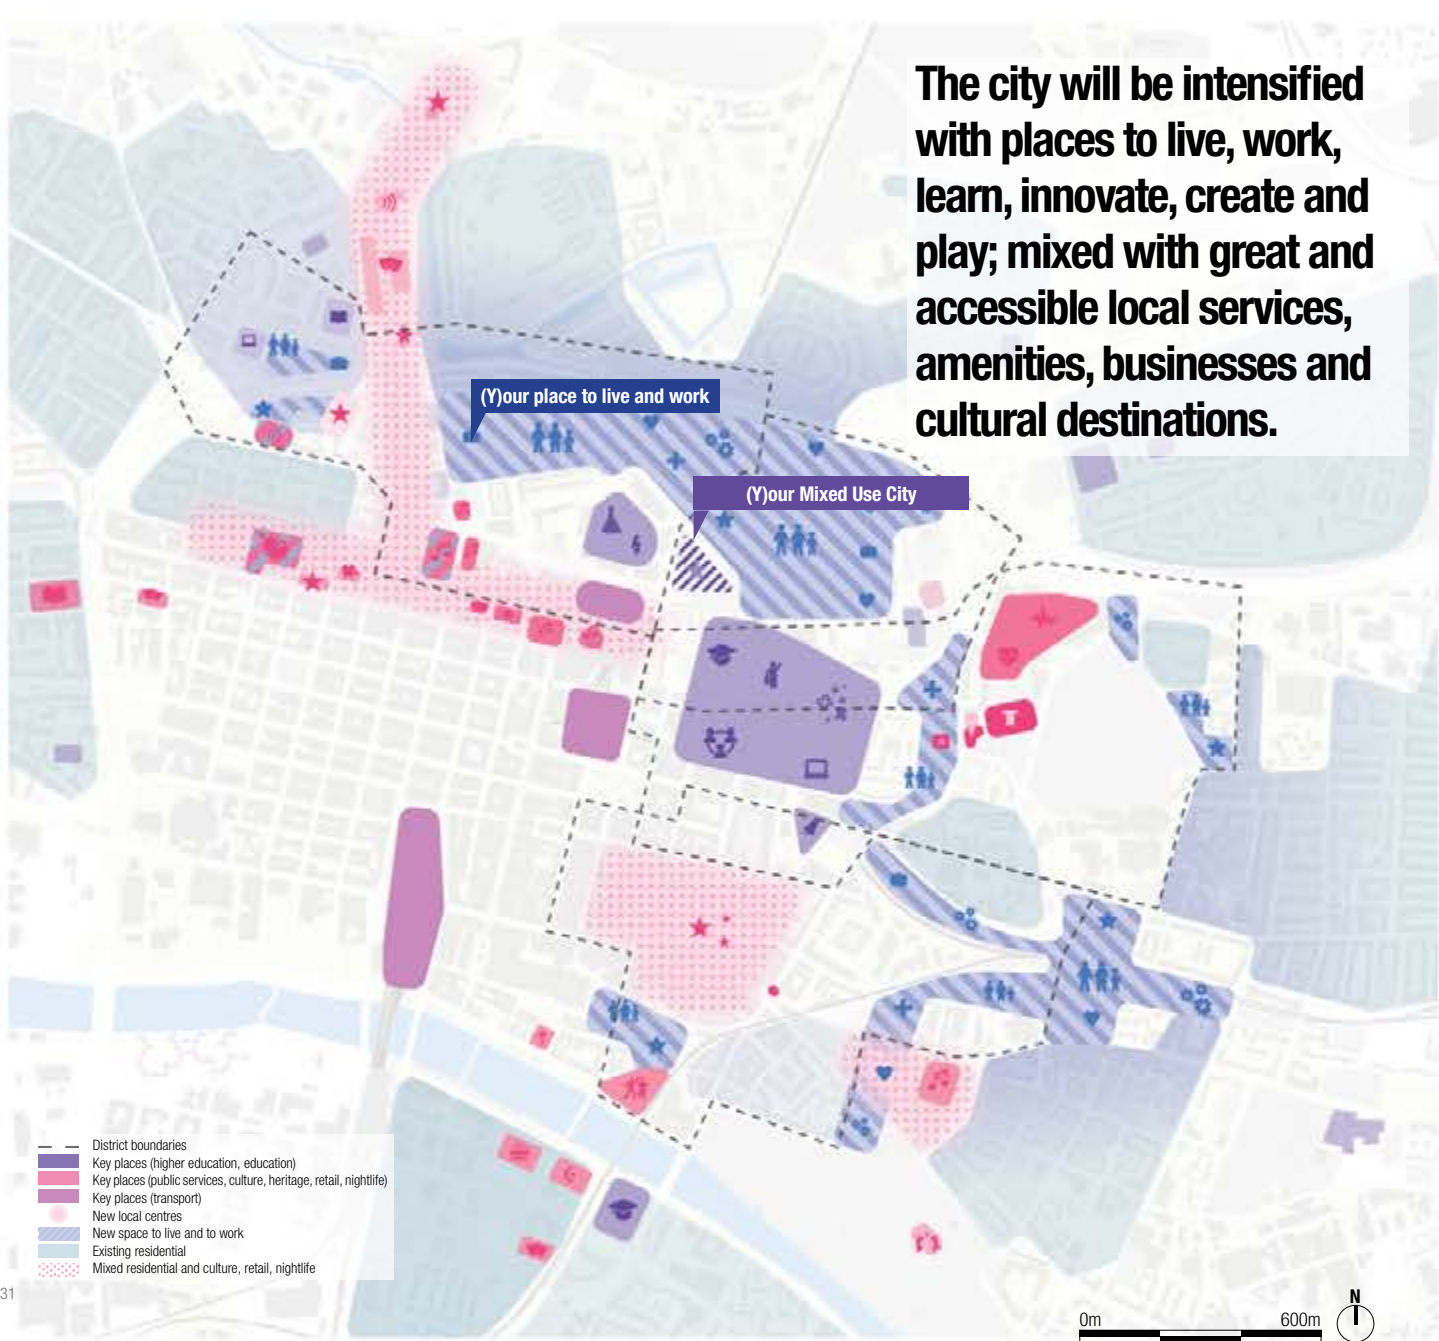 The city will be intensified
with places to live, work,
learn, innovate, create and
play; mixed with great and
accessible local services,
amenities, businesses and
cultural destinations.
(Y)our place to live and work
(Y)our Mixed Use City
District boundaries
Key places (higher education, education)
Key places (public services, culture, heritage, retail, nightlife)
Key places (transport)
New local centres
New space to live and to work
Existing residential
Mixed residential and culture, retail, nightlife
31
0m 600m
N